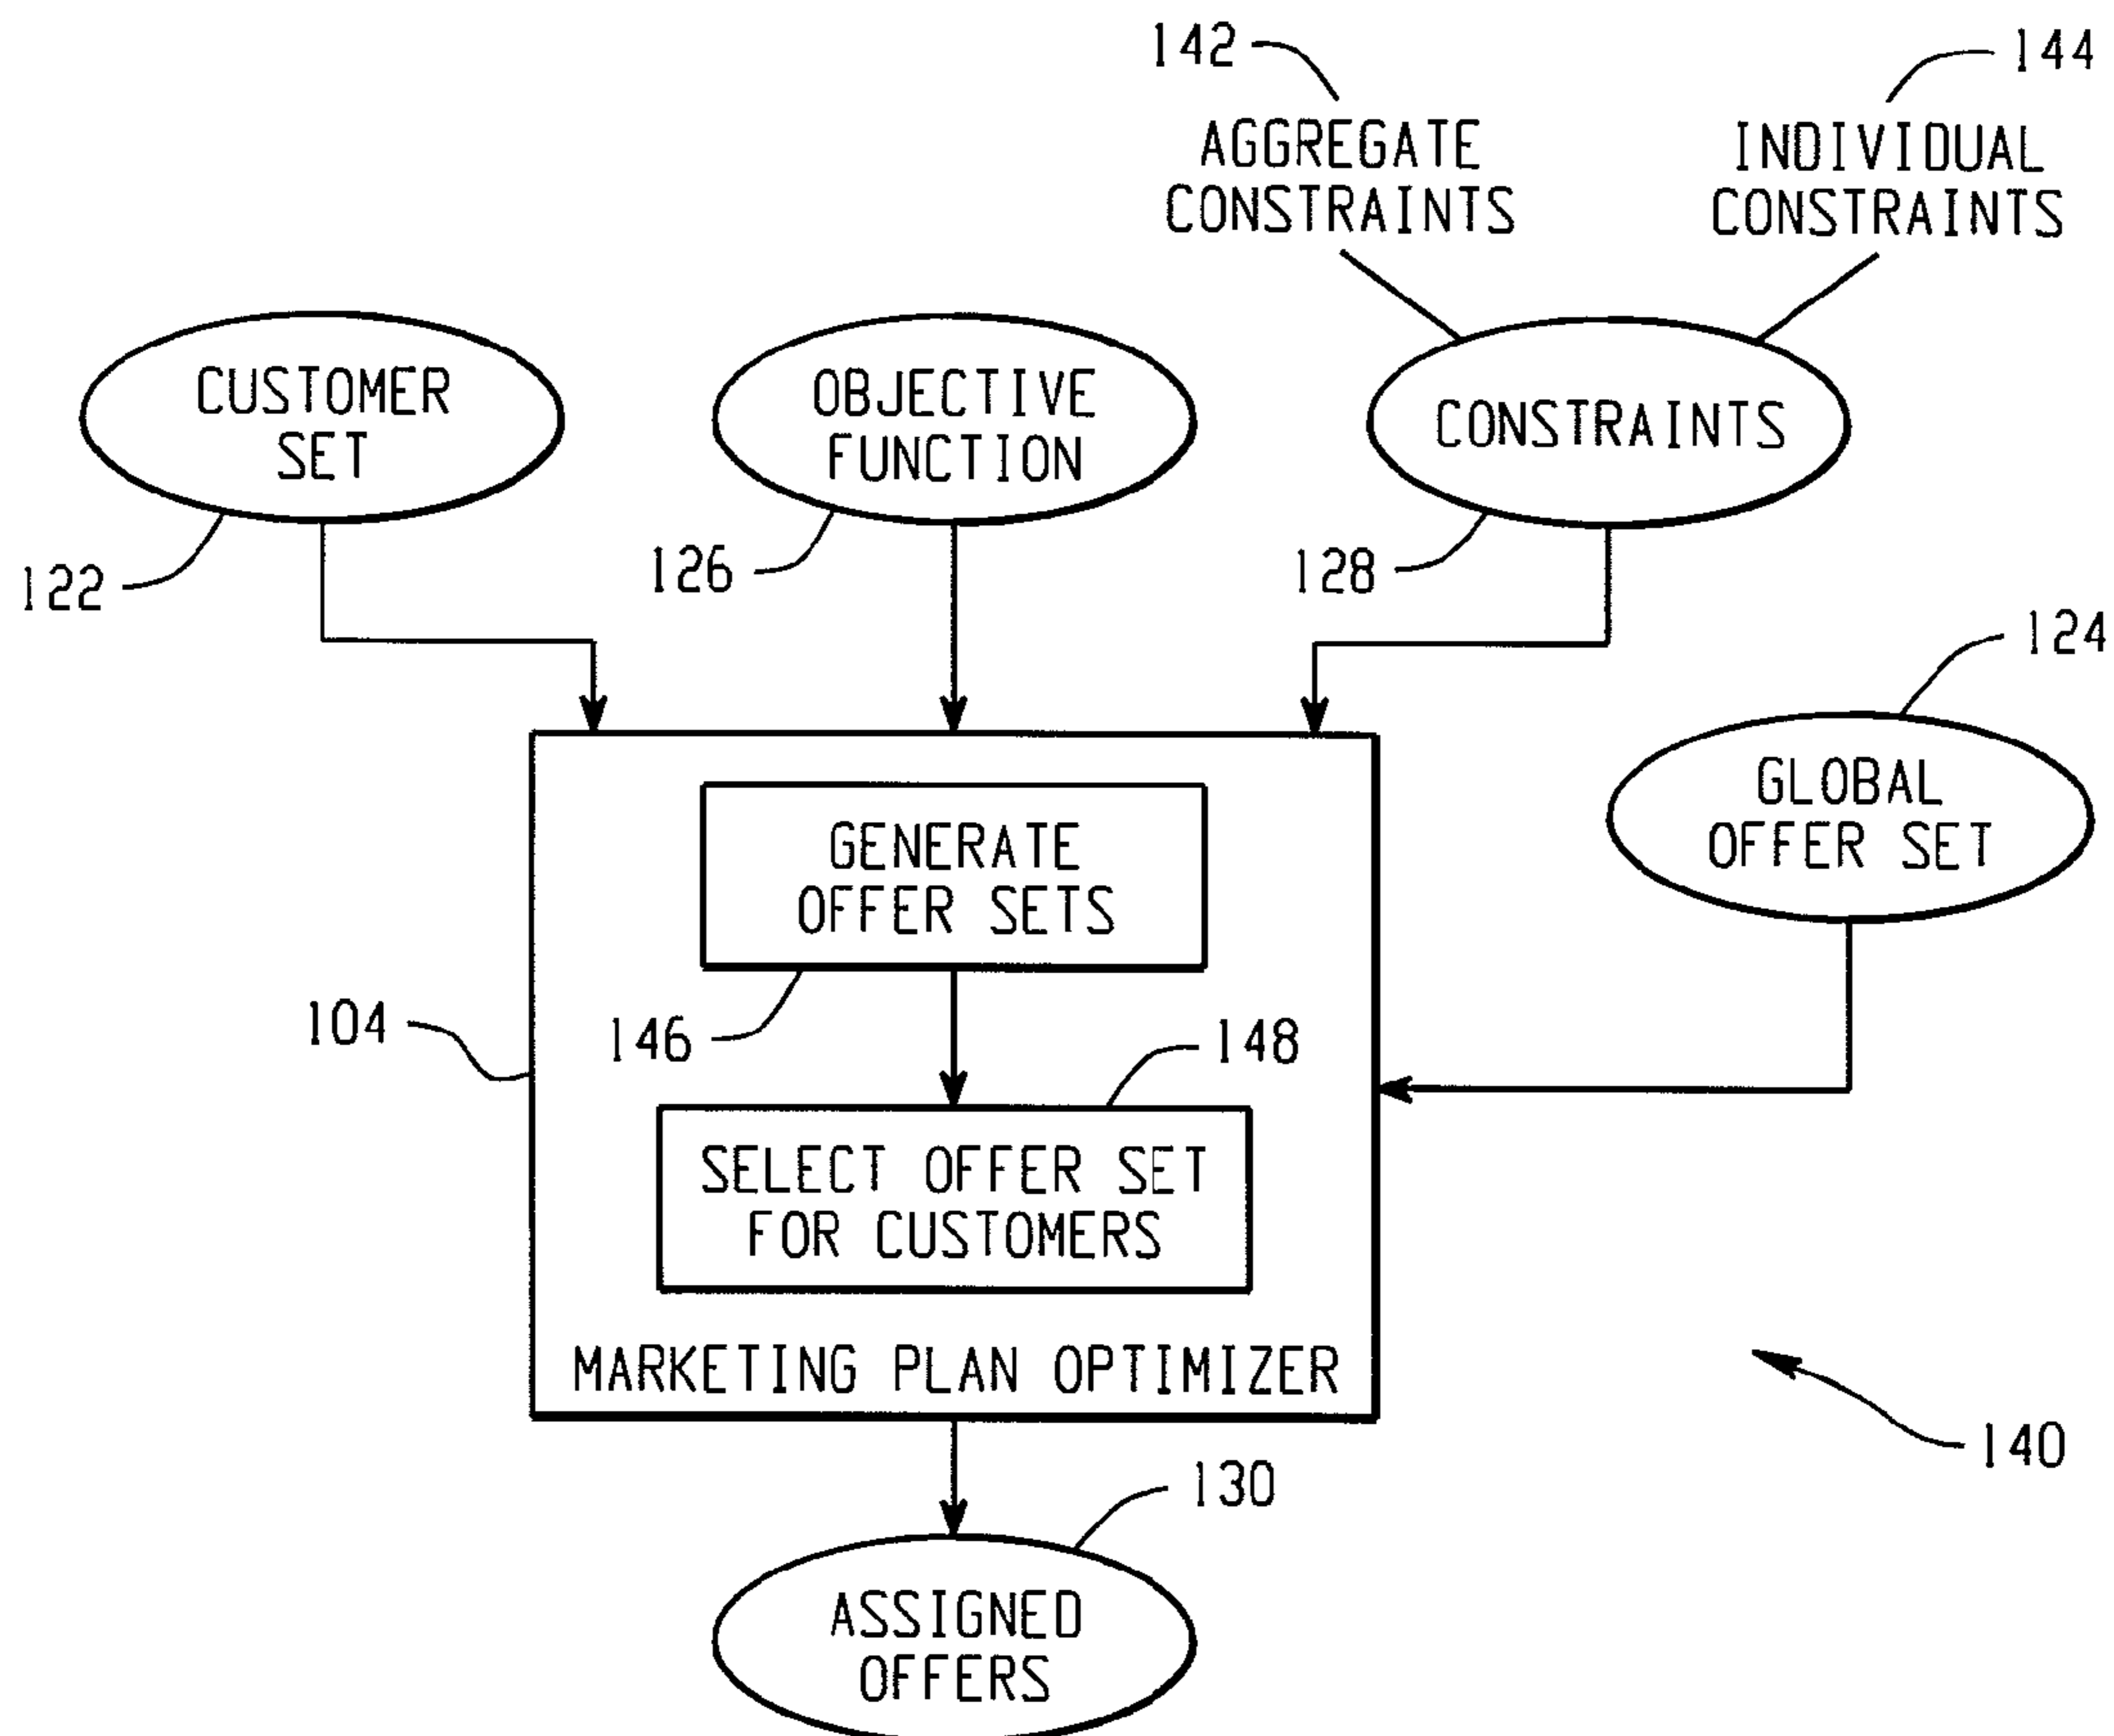 142
144
AGGREGATE
CONSTRAINTS
INDIVIDUAL
CONSTRAINTS
CUSTOMER
SET
OBJECTIVE
FUNCTION
CONSTRAINTS
122
126
128
124
GLOBAL
OFFER SET
GENERATE
OFFER SETS
104
146
148
SELECT OFFER SET
FOR CUSTOMERS
MARKETING PLAN OPTIMIZER
140
130
ASSIGNED
OFFERS